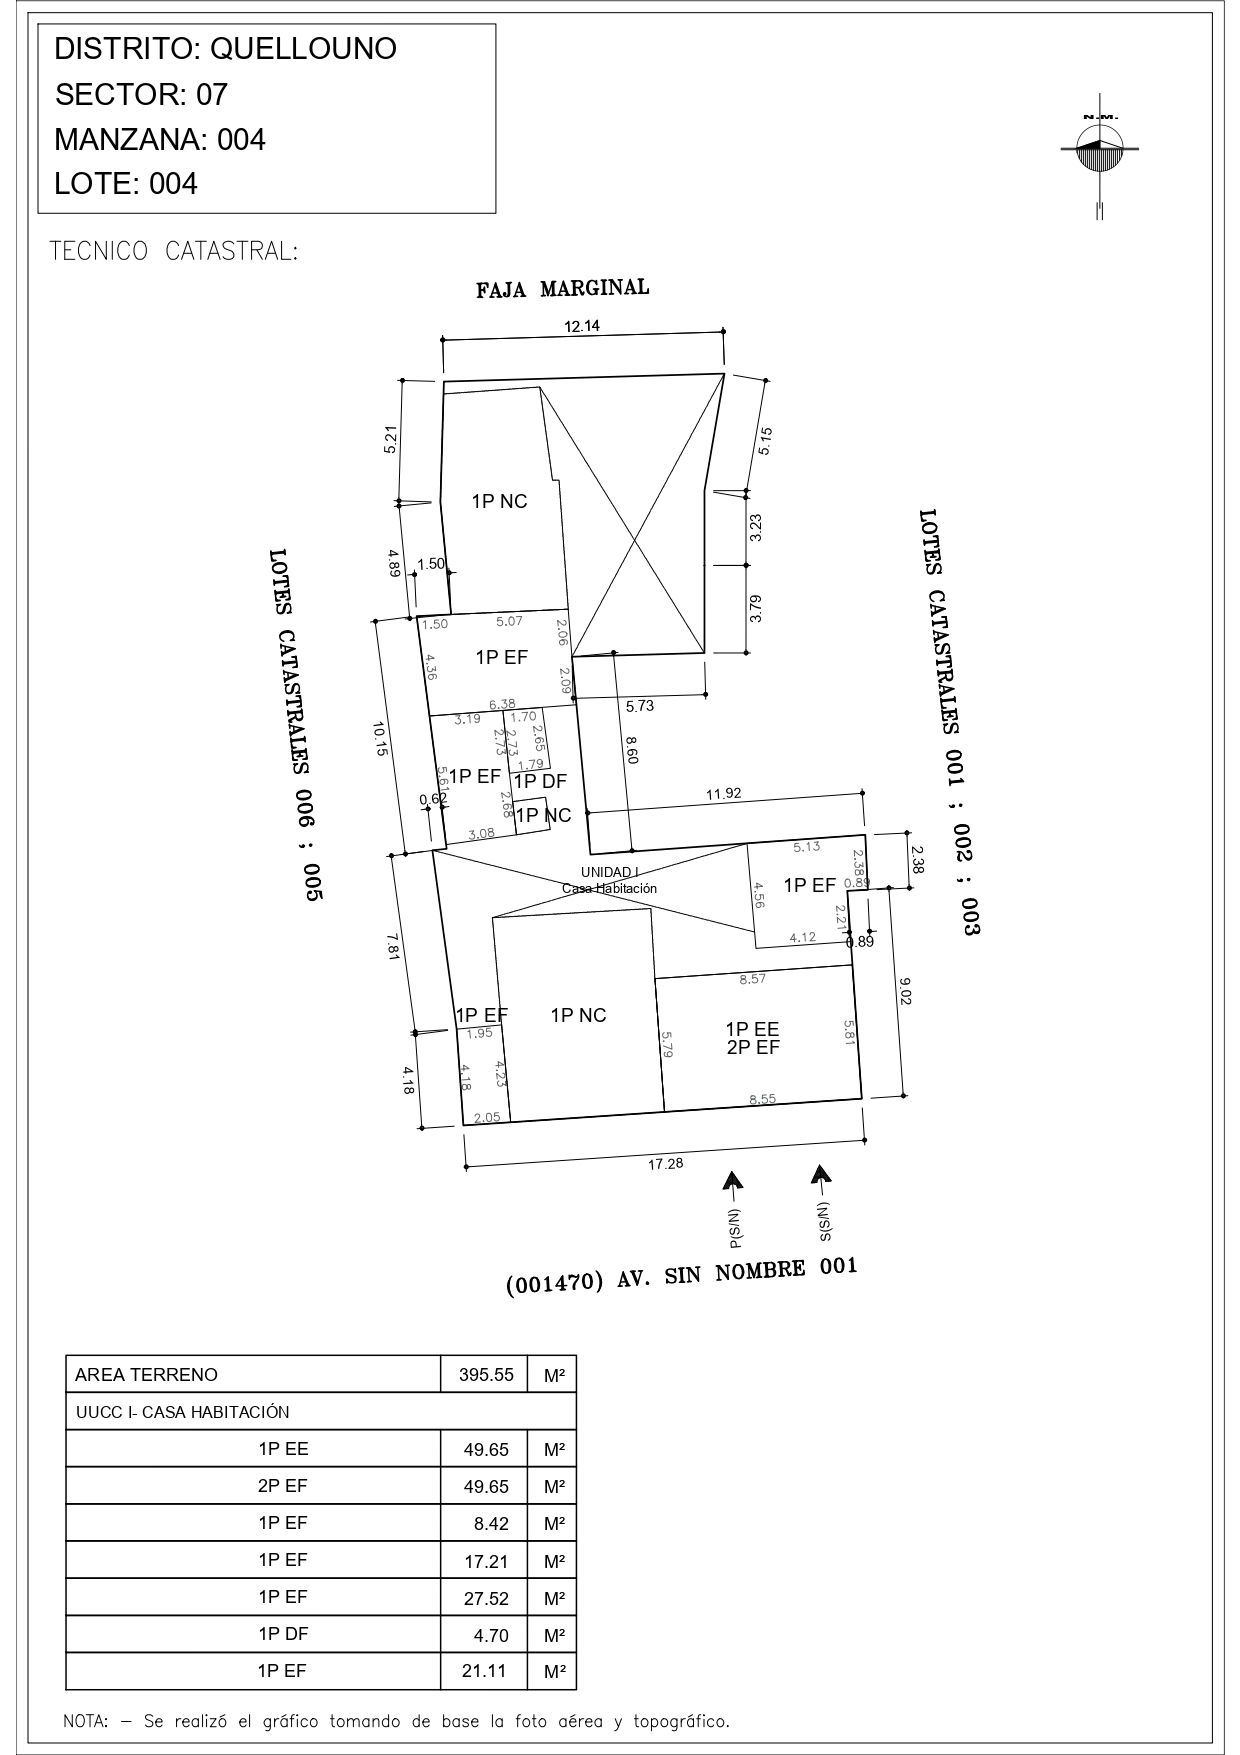 DISTRITO: QUELLOUNO
SECTOR: 07
MANZANA: 004
LOTE: 004
N.M.
TECNICO CATASTRAL:
FAJA MARGINAL
12.14
5.21
5.15
1P NC
3.23
4.89
1.50
3.79
1.50
5.07
2.06
1P EF
4.36
2.09
6.38
5.73
3.19
1.70
10.15
2.73
2.73
2.65
8.60
1.79
5.61
1P EF
1P DF
0.62
2.68
11.92
1P NC
3.08
5.13
2.38
2.38
UNIDAD I
Casa Habitación
1P EF
0.89
4.56
2.21
4.12
0.89
7.81
8.57
9.02
1P EF
1P NC
1.95
1P EE
2P EF
5.79
5.81
4.18
4.18
4.23
2.05
8.55
17.28
LOTES CATASTRALES 006 ; 005
LOTES CATASTRALES 001 ; 002 ; 003
P(S/N)
S(S/N)
(001470) AV. SIN NOMBRE 001
AREA TERRENO 395.55 M²
UUCC I- CASA HABITACIÓN
1P EE 49.65 M²
2P EF 49.65 M²
1P EF 8.42 M²
1P EF 17.21 M²
1P EF 27.52 M²
1P DF 4.70 M²
1P EF 21.11 M²
NOTA: – Se realizó el gráfico tomando de base la foto aérea y topográfico.